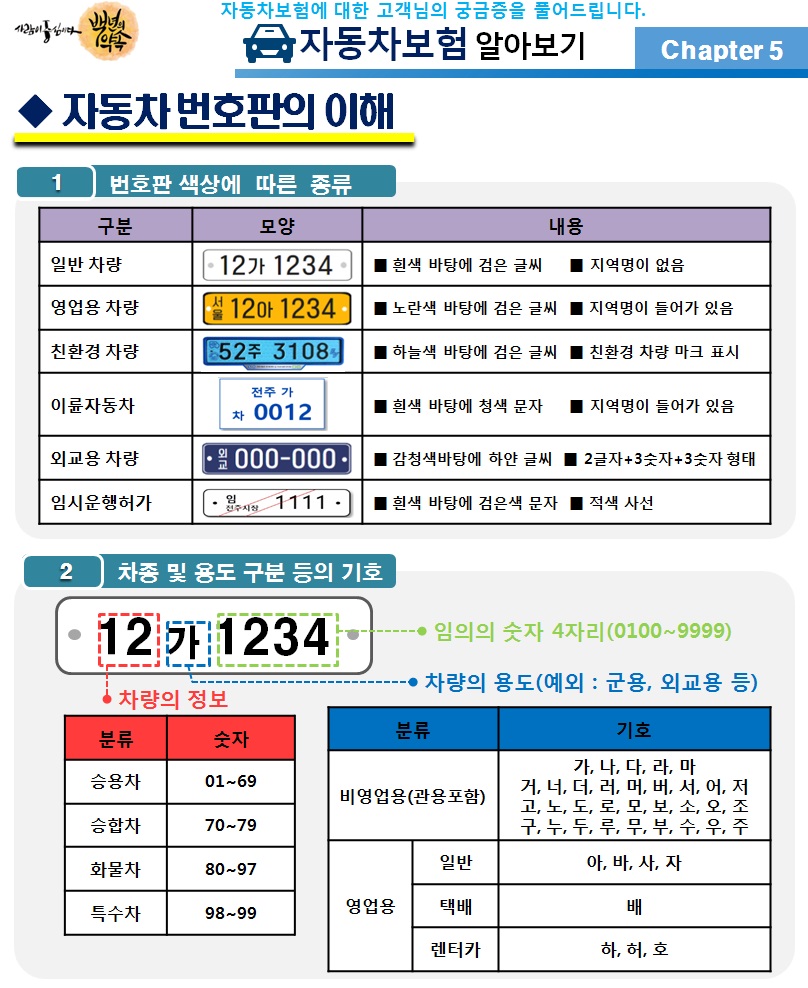 자동차보험에 대한 고객님의 궁금증을 풀어드립니다.
사람이 중심이다 백년의 약속
자동차보험 알아보기
Chapter 5
◆ 자동차 번호판의 이해
1 번호판 색상에 따른 종류
구분 모양 내용
일반 차량 12가 1234 ■ 흰색 바탕에 검은 글씨 ■ 지역명이 없음
영업용 차량 서울 12아 1234 ■ 노란색 바탕에 검은 글씨 ■ 지역명이 들어가 있음
친환경 차량 52주 3108 ■ 하늘색 바탕에 검은 글씨 ■ 친환경 차량 마크 표시
이륜자동차 ■ 흰색 바탕에 청색 문자 ■ 지역명이 들어가 있음
전주 가
차 0012
외교용 차량 외교 000-000 ■ 감청색바탕에 하얀 글씨 ■ 2글자+3숫자+3숫자 형태
임시운행허가 임 전주시장 1111 ■ 흰색 바탕에 검은색 문자 ■ 적색 사선
2 차종 및 용도 구분 등의 기호
12 가 1234
임의의 숫자 4자리(0100~9999)
차량의 용도(예외 : 군용, 외교용 등)
차량의 정보
분류 숫자
승용차 01~69
승합차 70~79
화물차 80~97
특수차 98~99
분류 기호
비영업용(관용포함)
가, 나, 다, 라, 마
거, 너, 더, 러, 머, 버, 서, 어, 저
고, 노, 도, 로, 모, 보, 소, 오, 조
구, 누, 두, 루, 무, 부, 수, 우, 주
영업용
일반 아, 바, 사, 자
택배 배
렌터카 하, 허, 호